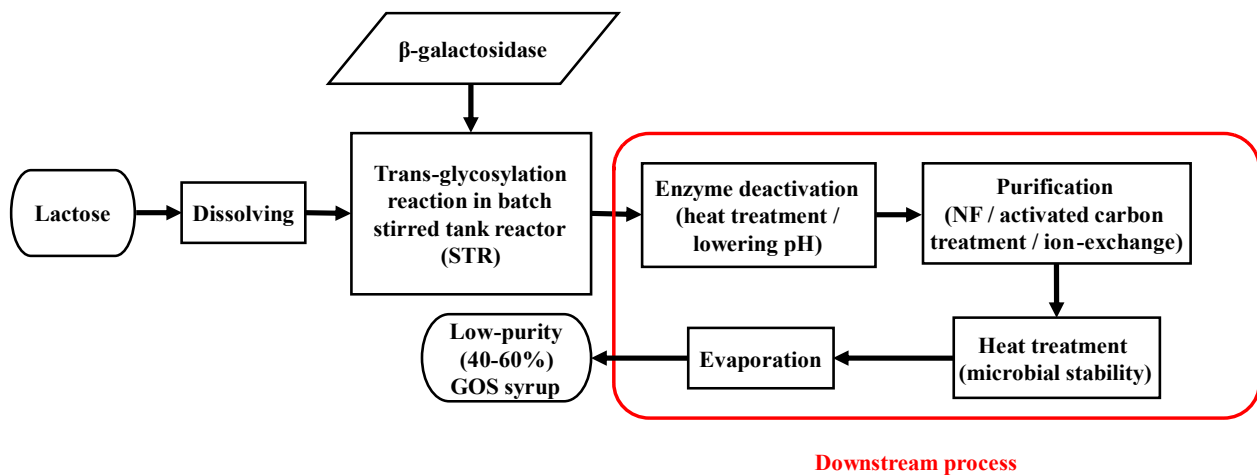 β-galactosidase
Lactose
Dissolving
Trans-glycosylation
reaction in batch
stirred tank reactor
(STR)
Enzyme deactivation
(heat treatment /
lowering pH)
Purification
(NF / activated carbon
treatment / ion-exchange)
Heat treatment
(microbial stability)
Evaporation
Low-purity
(40-60%)
GOS syrup
Downstream process